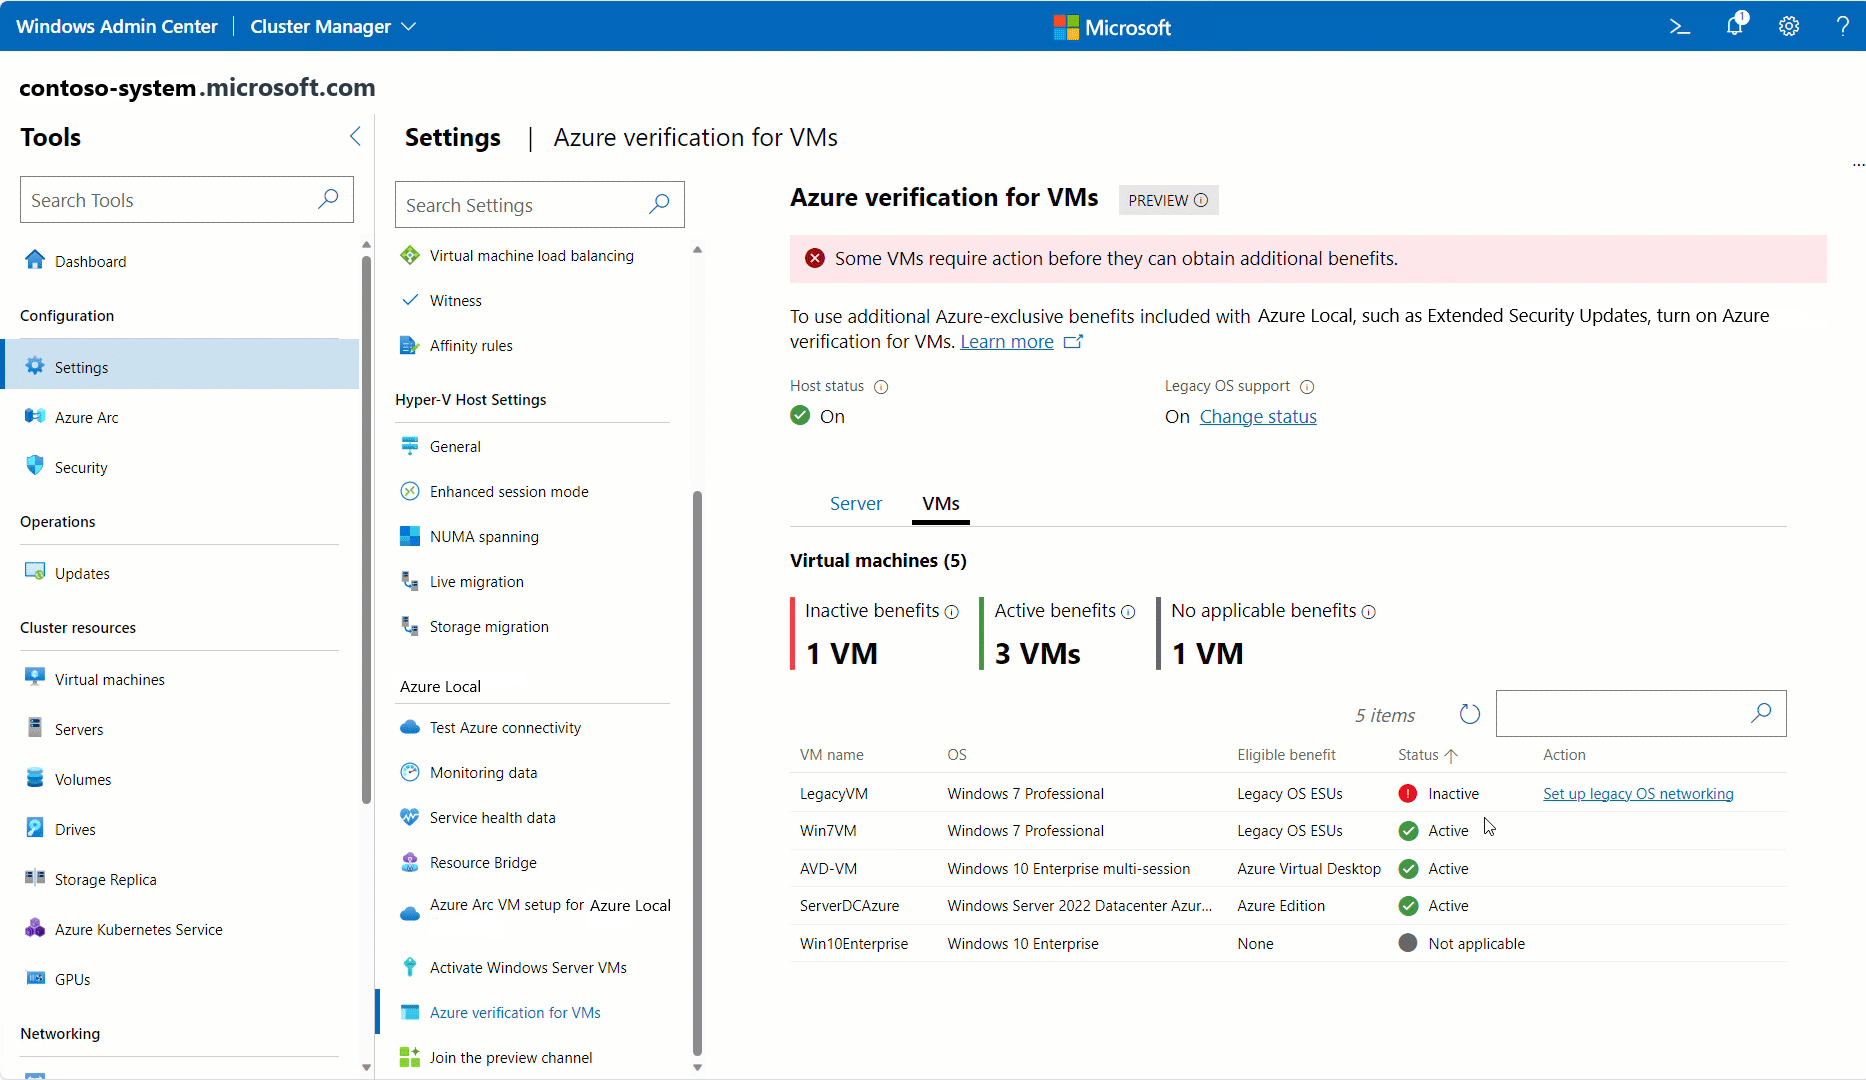 Windows Admin Center
Cluster Manager
Microsoft
1
contoso-system.microsoft.com
Tools
Search Tools
Dashboard
Configuration
Settings
Azure Arc
Security
Operations
Updates
Cluster resources
Virtual machines
Servers
Volumes
Drives
Storage Replica
Azure Kubernetes Service
GPUs
Networking
Settings | Azure verification for VMs
Search Settings
Virtual machine load balancing
Witness
Affinity rules
Hyper-V Host Settings
General
Enhanced session mode
NUMA spanning
Live migration
Storage migration
Azure Local
Test Azure connectivity
Monitoring data
Service health data
Resource Bridge
Azure Arc VM setup for Azure Local
Activate Windows Server VMs
Azure verification for VMs
Join the preview channel
...
Azure verification for VMs PREVIEW
Some VMs require action before they can obtain additional benefits.
To use additional Azure-exclusive benefits included with Azure Local, such as Extended Security Updates, turn on Azure
verification for VMs. Learn more
Host status
On
Legacy OS support
On Change status
Server VMs
Virtual machines (5)
Inactive benefits
1 VM
Active benefits
3 VMs
No applicable benefits
1 VM
5 items
VM name OS Eligible benefit Status Action
LegacyVM Windows 7 Professional Legacy OS ESUs Inactive Set up legacy OS networking
Win7VM Windows 7 Professional Legacy OS ESUs Active
AVD-VM Windows 10 Enterprise multi-session Azure Virtual Desktop Active
ServerDCAzure Windows Server 2022 Datacenter Azur... Azure Edition Active
Win10Enterprise Windows 10 Enterprise None Not applicable